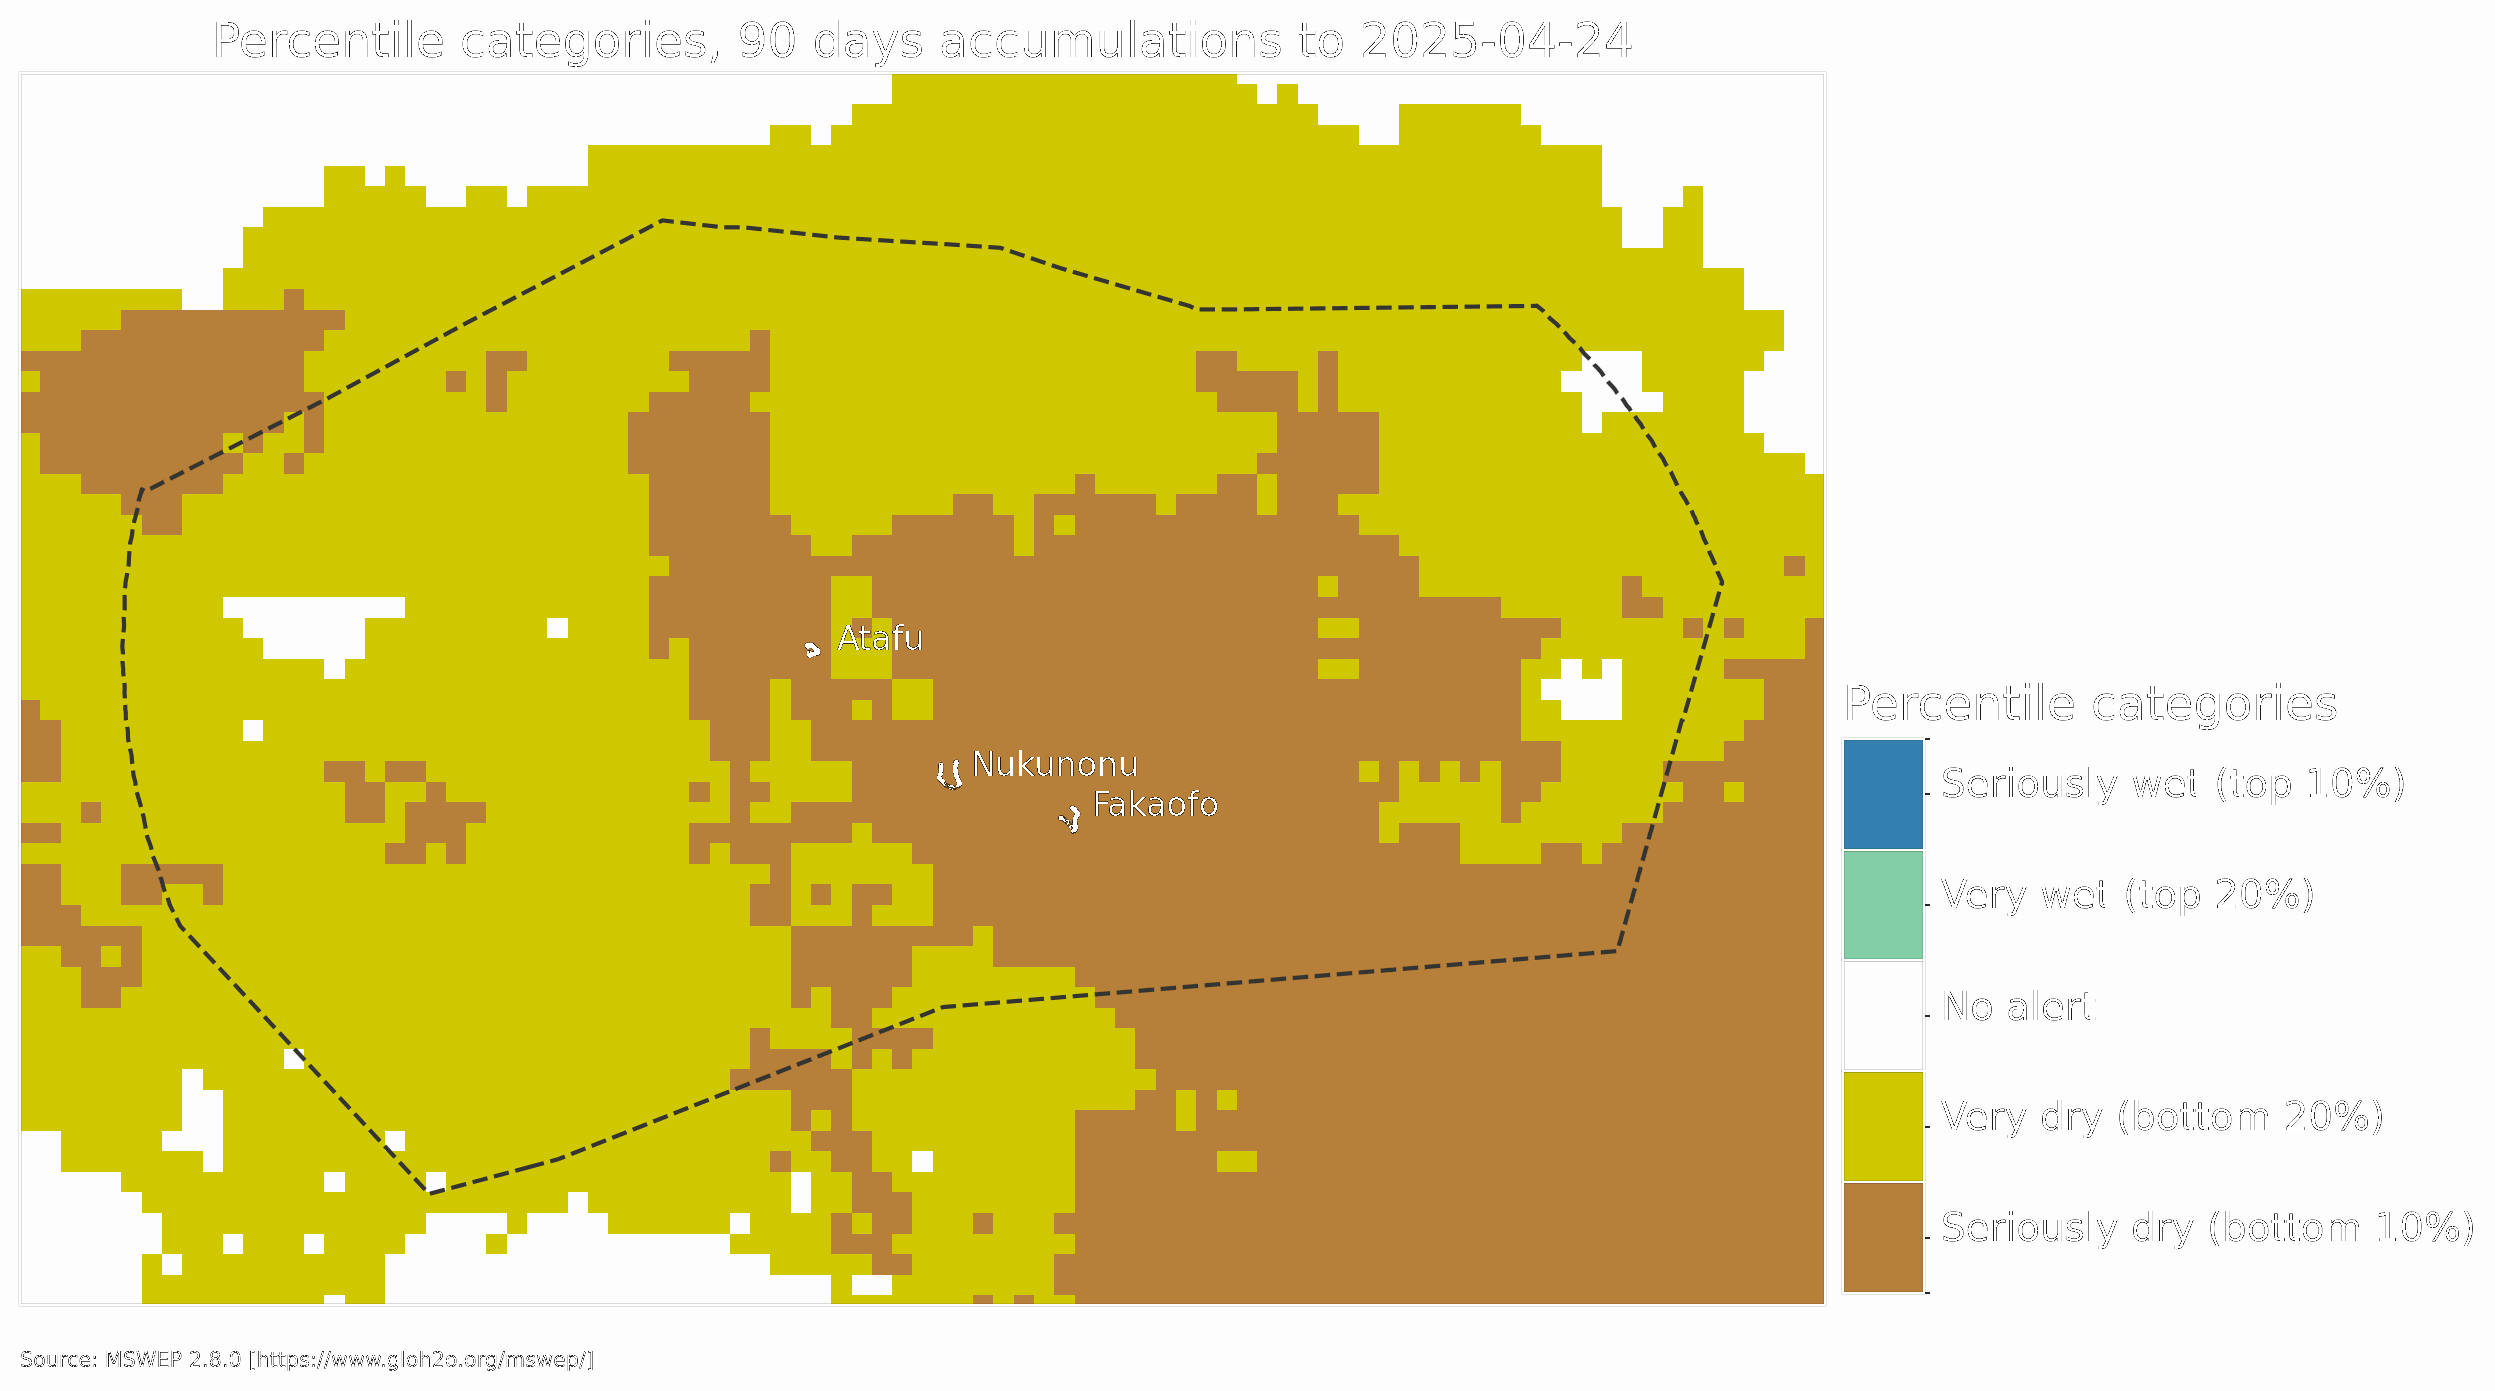 Percentile categories, 90 days accumulations to 2025-04-24
Atafu
Nukunonu
Fakaofo
Percentile categories
Seriously wet (top 10%)
Very wet (top 20%)
No alert
Very dry (bottom 20%)
Seriously dry (bottom 10%)
Source: MSWEP 2.8.0 [https://www.gloh2o.org/mswep/]